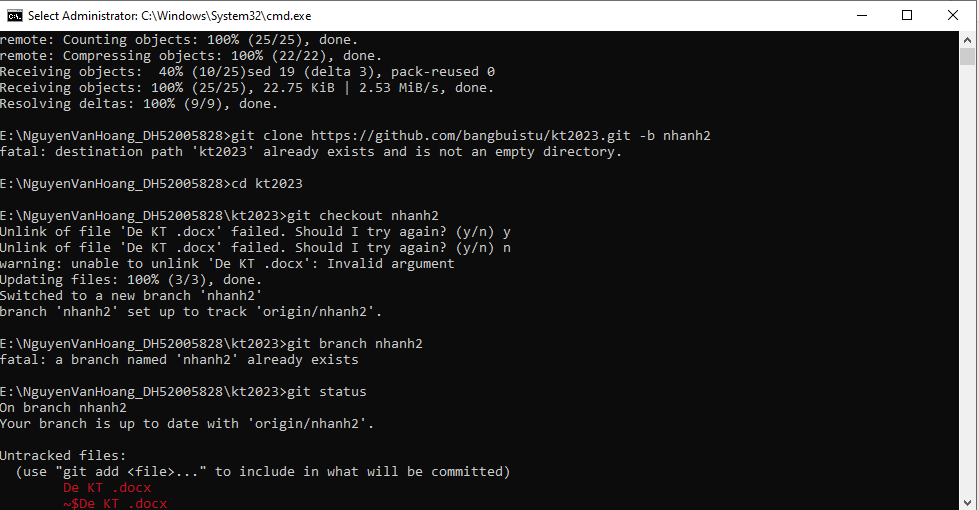 Select Administrator: C:\Windows\System32\cmd.exe
remote: Counting objects: 100% (25/25), done.
remote: Compressing objects: 100% (22/22), done.
Receiving objects:  40% (10/25)sed 19 (delta 3), pack-reused 0
Receiving objects: 100% (25/25), 22.75 KiB | 2.53 MiB/s, done.
Resolving deltas: 100% (9/9), done.
E:\NguyenVanHoang_DH52005828>git clone https://github.com/bangbuistu/kt2023.git -b nhanh2
fatal: destination path 'kt2023' already exists and is not an empty directory.
E:\NguyenVanHoang_DH52005828>cd kt2023
E:\NguyenVanHoang_DH52005828\kt2023>git checkout nhanh2
Unlink of file 'De KT .docx' failed. Should I try again? (y/n) y
Unlink of file 'De KT .docx' failed. Should I try again? (y/n) n
warning: unable to unlink 'De KT .docx': Invalid argument
Updating files: 100% (3/3), done.
Switched to a new branch 'nhanh2'
branch 'nhanh2' set up to track 'origin/nhanh2'.
E:\NguyenVanHoang_DH52005828\kt2023>git branch nhanh2
fatal: a branch named 'nhanh2' already exists
E:\NguyenVanHoang_DH52005828\kt2023>git status
On branch nhanh2
Your branch is up to date with 'origin/nhanh2'.
Untracked files:
  (use "git add <file>..." to include in what will be committed)
        De KT .docx
        ~$De KT .docx